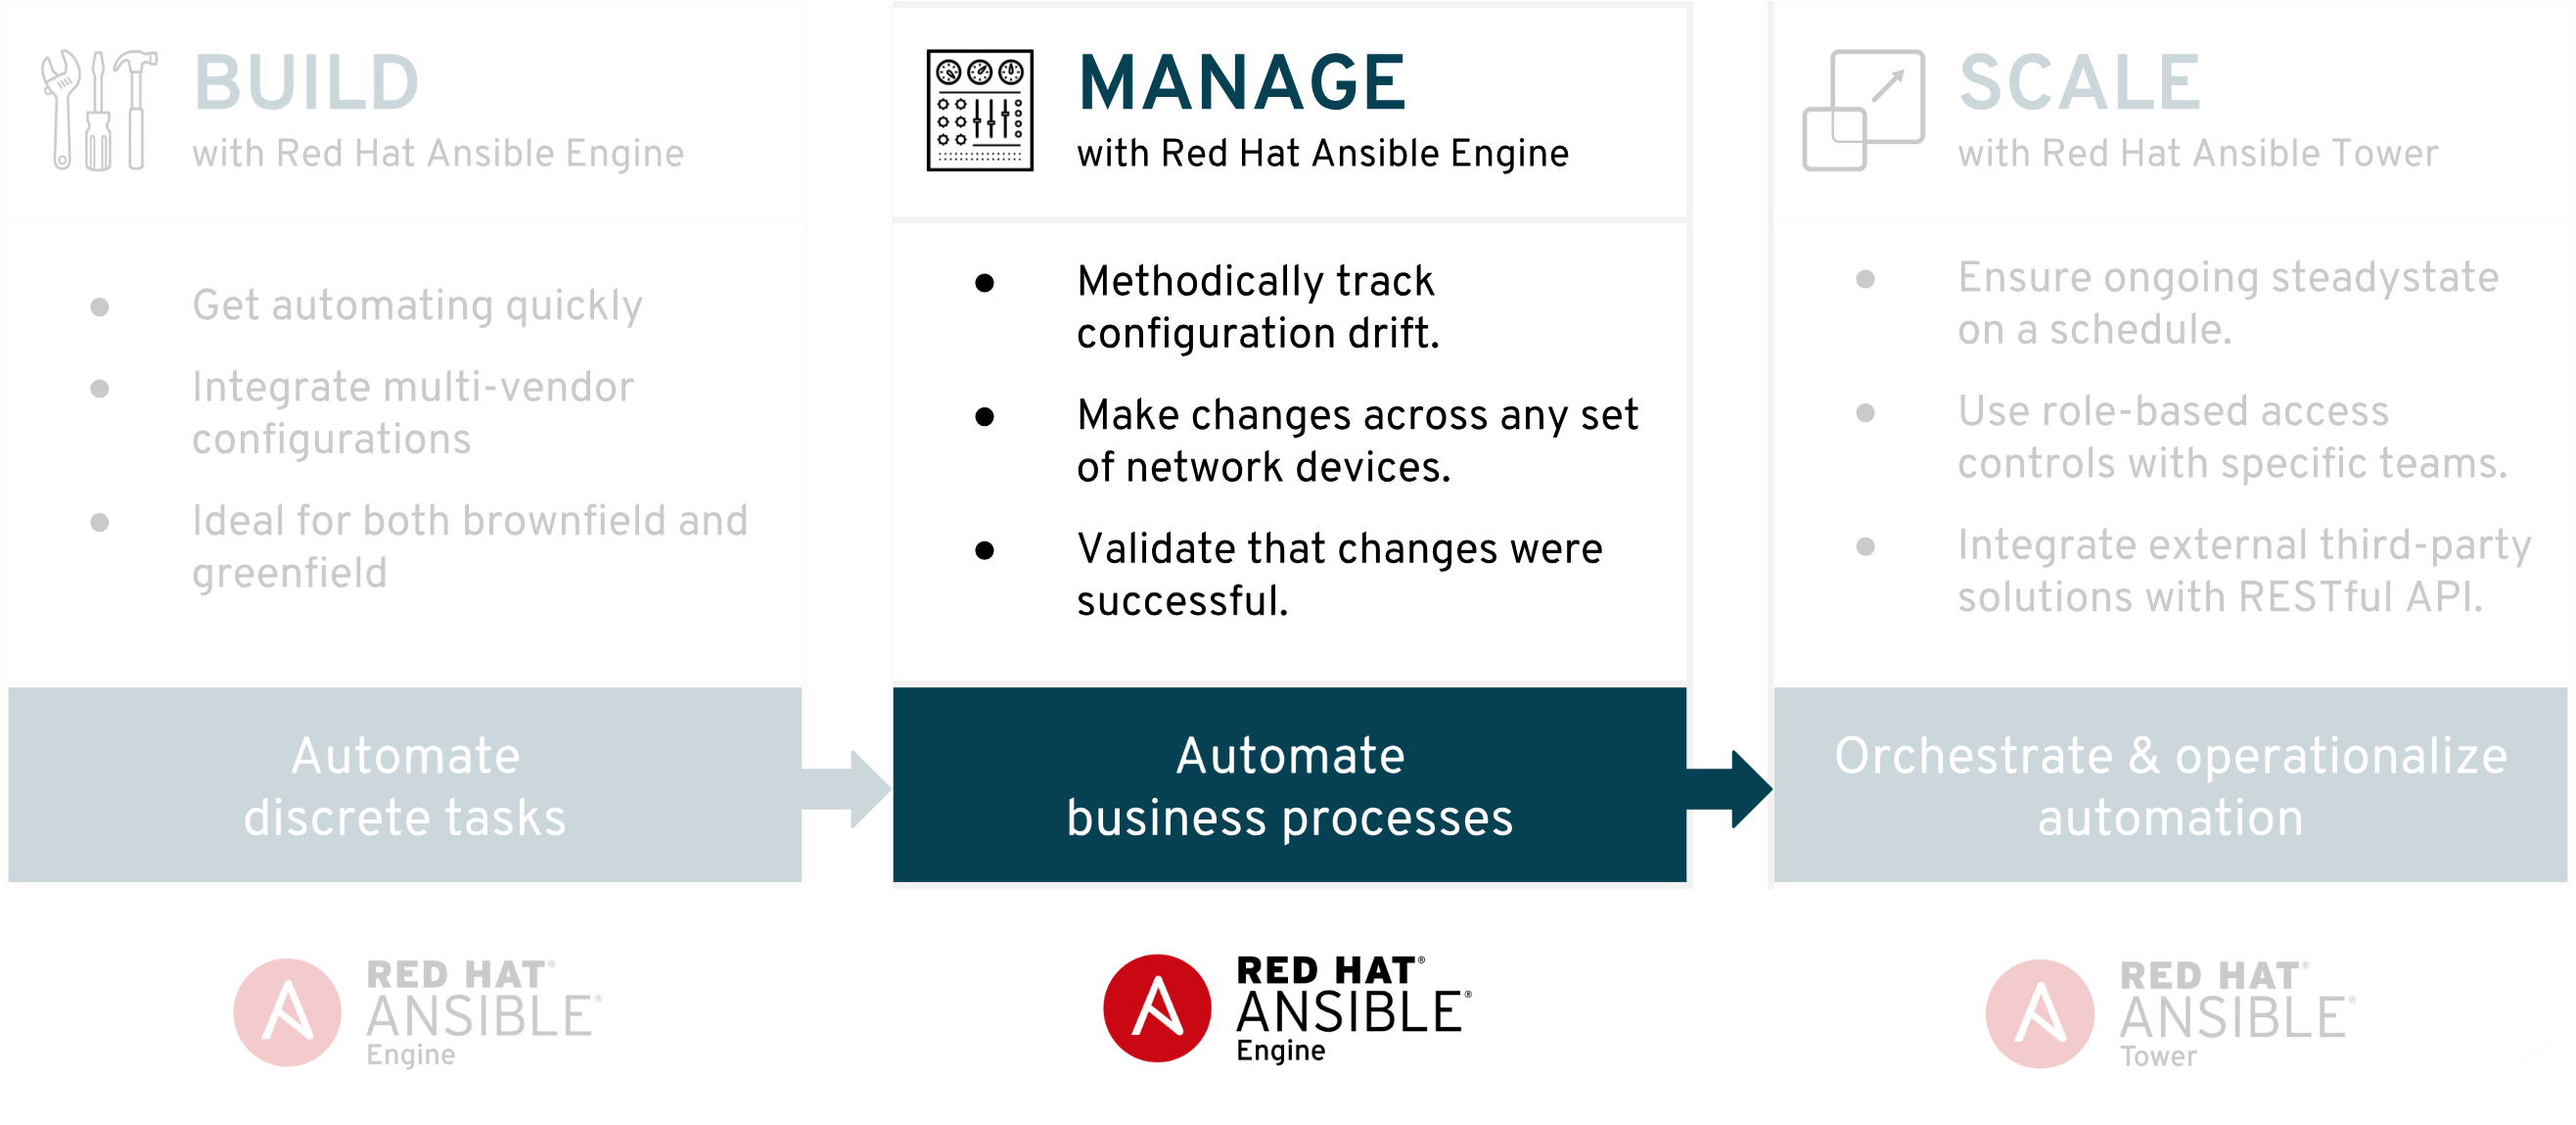 BUILD
with Red Hat Ansible Engine
● Get automating quickly
● Integrate multi-vendor
configurations
● Ideal for both brownfield and
greenfield
Automate
discrete tasks
RED HAT®
ANSIBLE®
Engine
MANAGE
with Red Hat Ansible Engine
● Methodically track
configuration drift.
● Make changes across any set
of network devices.
● Validate that changes were
successful.
Automate
business processes
RED HAT®
ANSIBLE®
Engine
SCALE
with Red Hat Ansible Tower
● Ensure ongoing steadystate
on a schedule.
● Use role-based access
controls with specific teams.
● Integrate external third-party
solutions with RESTful API.
Orchestrate & operationalize
automation
RED HAT®
ANSIBLE®
Tower